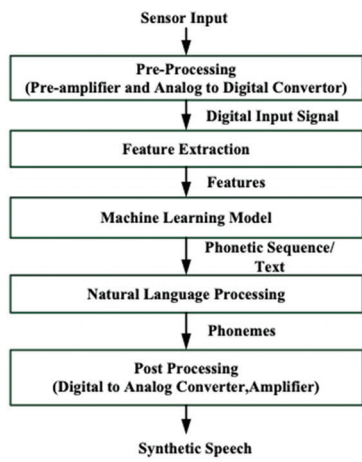 Sensor Input
Pre-Processing
(Pre-amplifier and Analog to Digital Convertor)
Digital Input Signal
Feature Extraction
Features
Machine Learning Model
Phonetic Sequence/
Text
Natural Language Processing
Phonemes
Post Processing
(Digital to Analog Converter,Amplifier)
Synthetic Speech